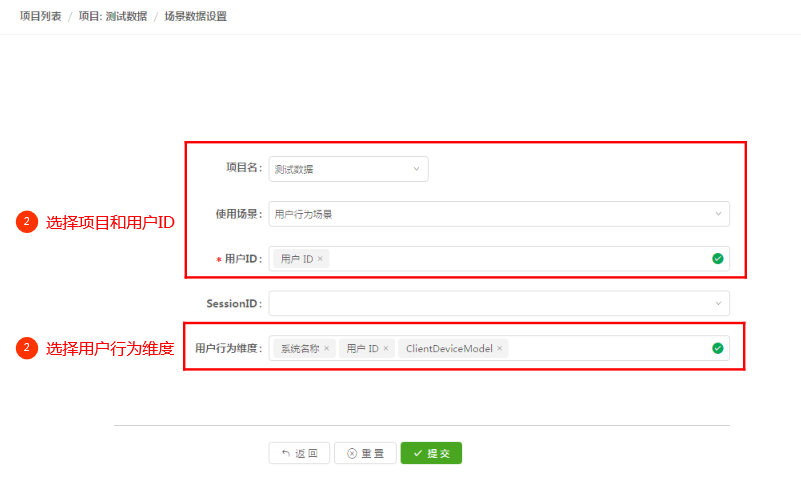 项目列表 / 项目: 测试数据 / 场景数据设置
项目名: 测试数据
使用场景: 用户行为场景
2 选择项目和用户ID
* 用户ID: 用户 ID ×
SessionID:
2 选择用户行为维度
用户行为维度: 系统名称 × 用户 ID × ClientDeviceModel ×
返回 重置 提交